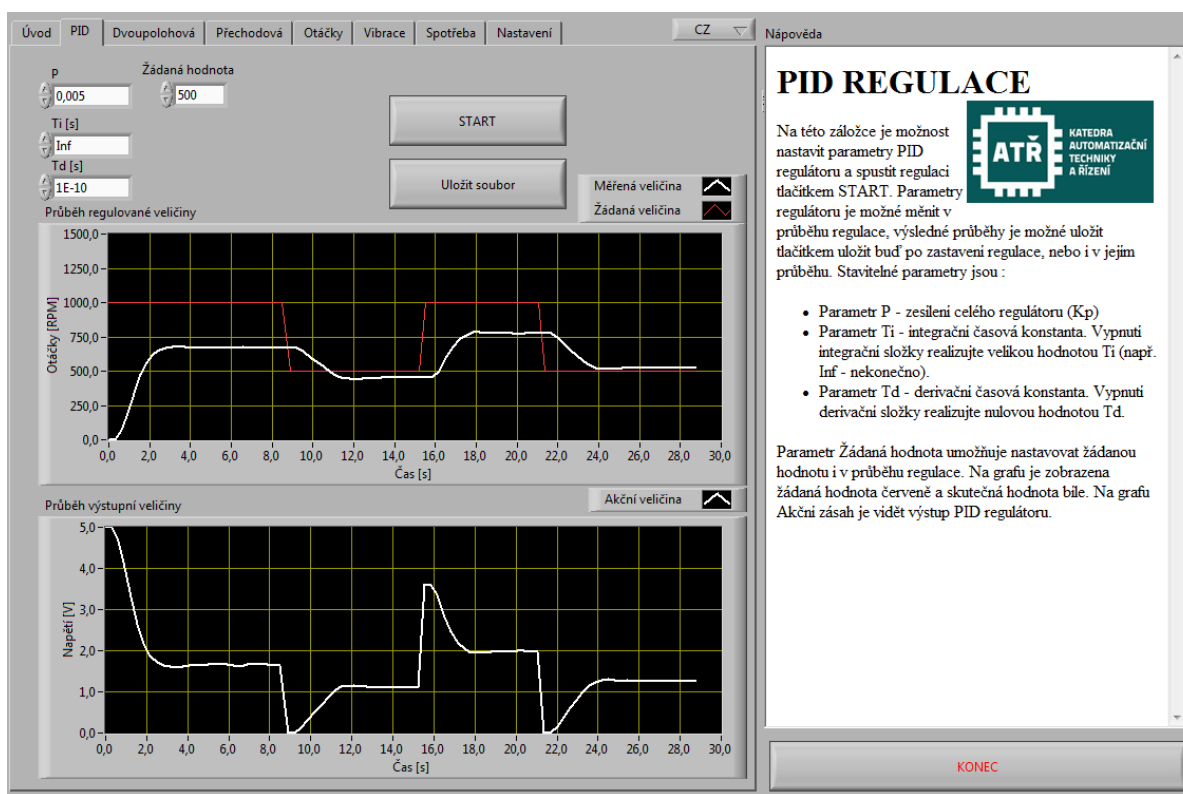 Úvod PID Dvoupolohová Přechodová Otáčky Vibrace Spotřeba Nastavení CZ
P
0,005
Žádaná hodnota
500
Ti [s]
Inf
Td [s]
1E-10
START
Uložit soubor
Měřená veličina
Žádaná veličina
Průběh regulované veličiny
Otáčky [RPM]
1500,0
1250,0
1000,0
750,0
500,0
250,0
0,0
0,0 2,0 4,0 6,0 8,0 10,0 12,0 14,0 16,0 18,0 20,0 22,0 24,0 26,0 28,0 30,0
Čas [s]
Akční veličina
Průběh výstupní veličiny
Napětí [V]
5,0
4,0
3,0
2,0
1,0
0,0
0,0 2,0 4,0 6,0 8,0 10,0 12,0 14,0 16,0 18,0 20,0 22,0 24,0 26,0 28,0 30,0
Čas [s]
Nápověda
PID REGULACE
ATŘ
KATEDRA
AUTOMATIZAČNÍ
TECHNIKY
A ŘÍZENÍ
Na této záložce je možnost
nastavit parametry PID
regulátoru a spustit regulaci
tlačítkem START. Parametry
regulátoru je možné měnit v
průběhu regulace, výsledné průběhy je možné uložit
tlačítkem uložit buď po zastavení regulace, nebo i v jejím
průběhu. Stavitelné parametry jsou :
• Parametr P - zesílení celého regulátoru (Kp)
• Parametr Ti - integrační časová konstanta. Vypnutí
integrační složky realizujte velikou hodnotou Ti (např.
Inf - nekonečno).
• Parametr Td - derivační časová konstanta. Vypnutí
derivační složky realizujte nulovou hodnotou Td.
Parametr Žádaná hodnota umožňuje nastavovat žádanou
hodnotu i v průběhu regulace. Na grafu je zobrazena
žádaná hodnota červeně a skutečná hodnota bíle. Na grafu
Akční zásah je vidět výstup PID regulátoru.
KONEC